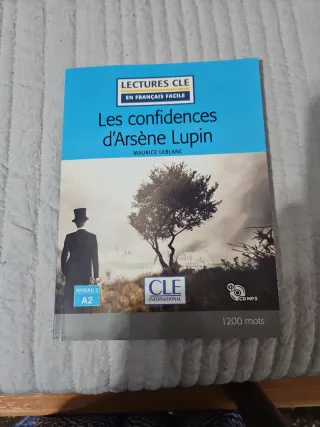 LECTURES CLE
EN FRANÇAIS FACILE
Les confidences
d'Arsène Lupin
MAURICE LEBLANC
NIVEAU 2
A2
CLE
INTERNATIONAL
CD MP3
1200 mots